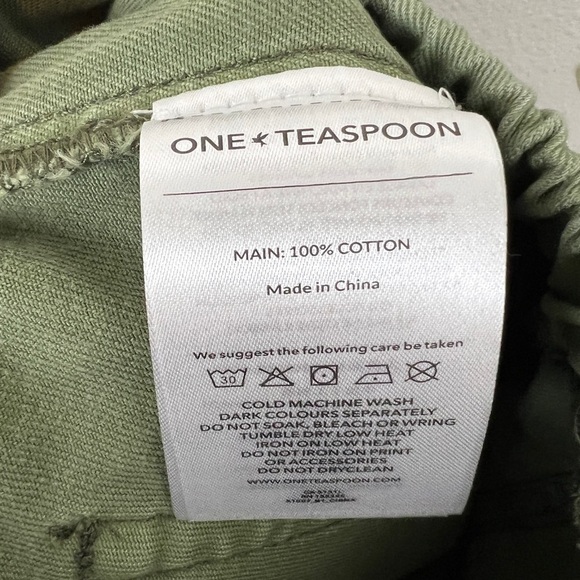 ONE TEASPOON
MAIN: 100% COTTON
Made in China
We suggest the following care be taken
30
COLD MACHINE WASH
DARK COLOURS SEPARATELY
DO NOT SOAK, BLEACH OR WRING
TUMBLE DRY LOW HEAT
IRON ON LOW HEAT
DO NOT IRON ON PRINT
OR ACCESSORIES
DO NOT DRYCLEAN
WWW.ONETEASPOON.COM